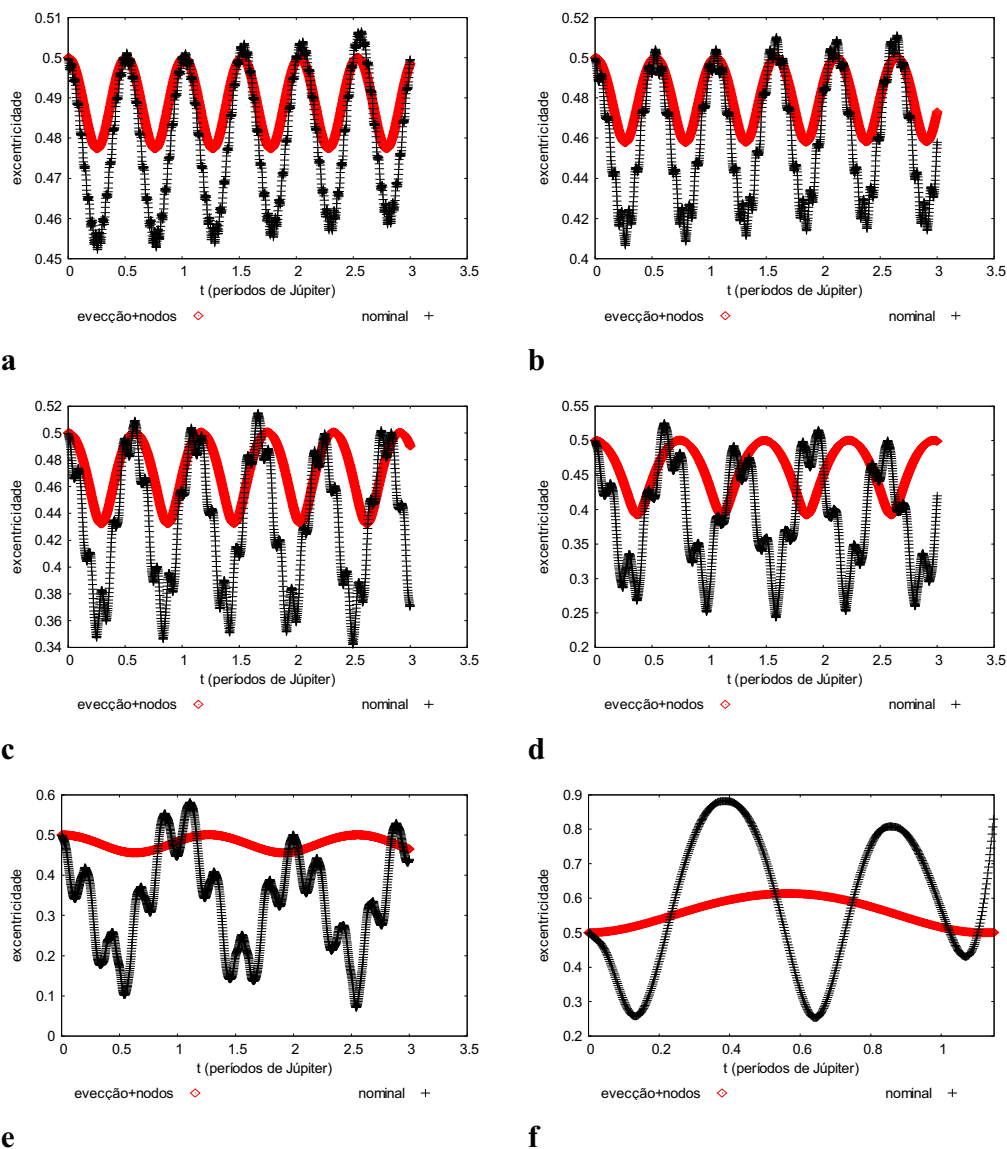 0.51
0.5
0.49
0.48
0.47
0.46
0.45
0 0.5 1 1.5 2 2.5 3 3.5
excentricidade
t (períodos de Júpiter)
evecção+nodos nominal
a
0.52
0.5
0.48
0.46
0.44
0.42
0.4
0 0.5 1 1.5 2 2.5 3 3.5
excentricidade
t (períodos de Júpiter)
evecção+nodos nominal
b
0.52
0.5
0.48
0.46
0.44
0.42
0.4
0.38
0.36
0.34
0 0.5 1 1.5 2 2.5 3 3.5
excentricidade
t (períodos de Júpiter)
evecção+nodos nominal
c
0.55
0.5
0.45
0.4
0.35
0.3
0.25
0.2
0 0.5 1 1.5 2 2.5 3 3.5
excentricidade
t (períodos de Júpiter)
evecção+nodos nominal
d
0.6
0.5
0.4
0.3
0.2
0.1
0
0 0.5 1 1.5 2 2.5 3 3.5
excentricidade
t (períodos de Júpiter)
evecção+nodos nominal
e
0.9
0.8
0.7
0.6
0.5
0.4
0.3
0.2
0 0.2 0.4 0.6 0.8 1
excentricidade
t (períodos de Júpiter)
evecção+nodos nominal
f